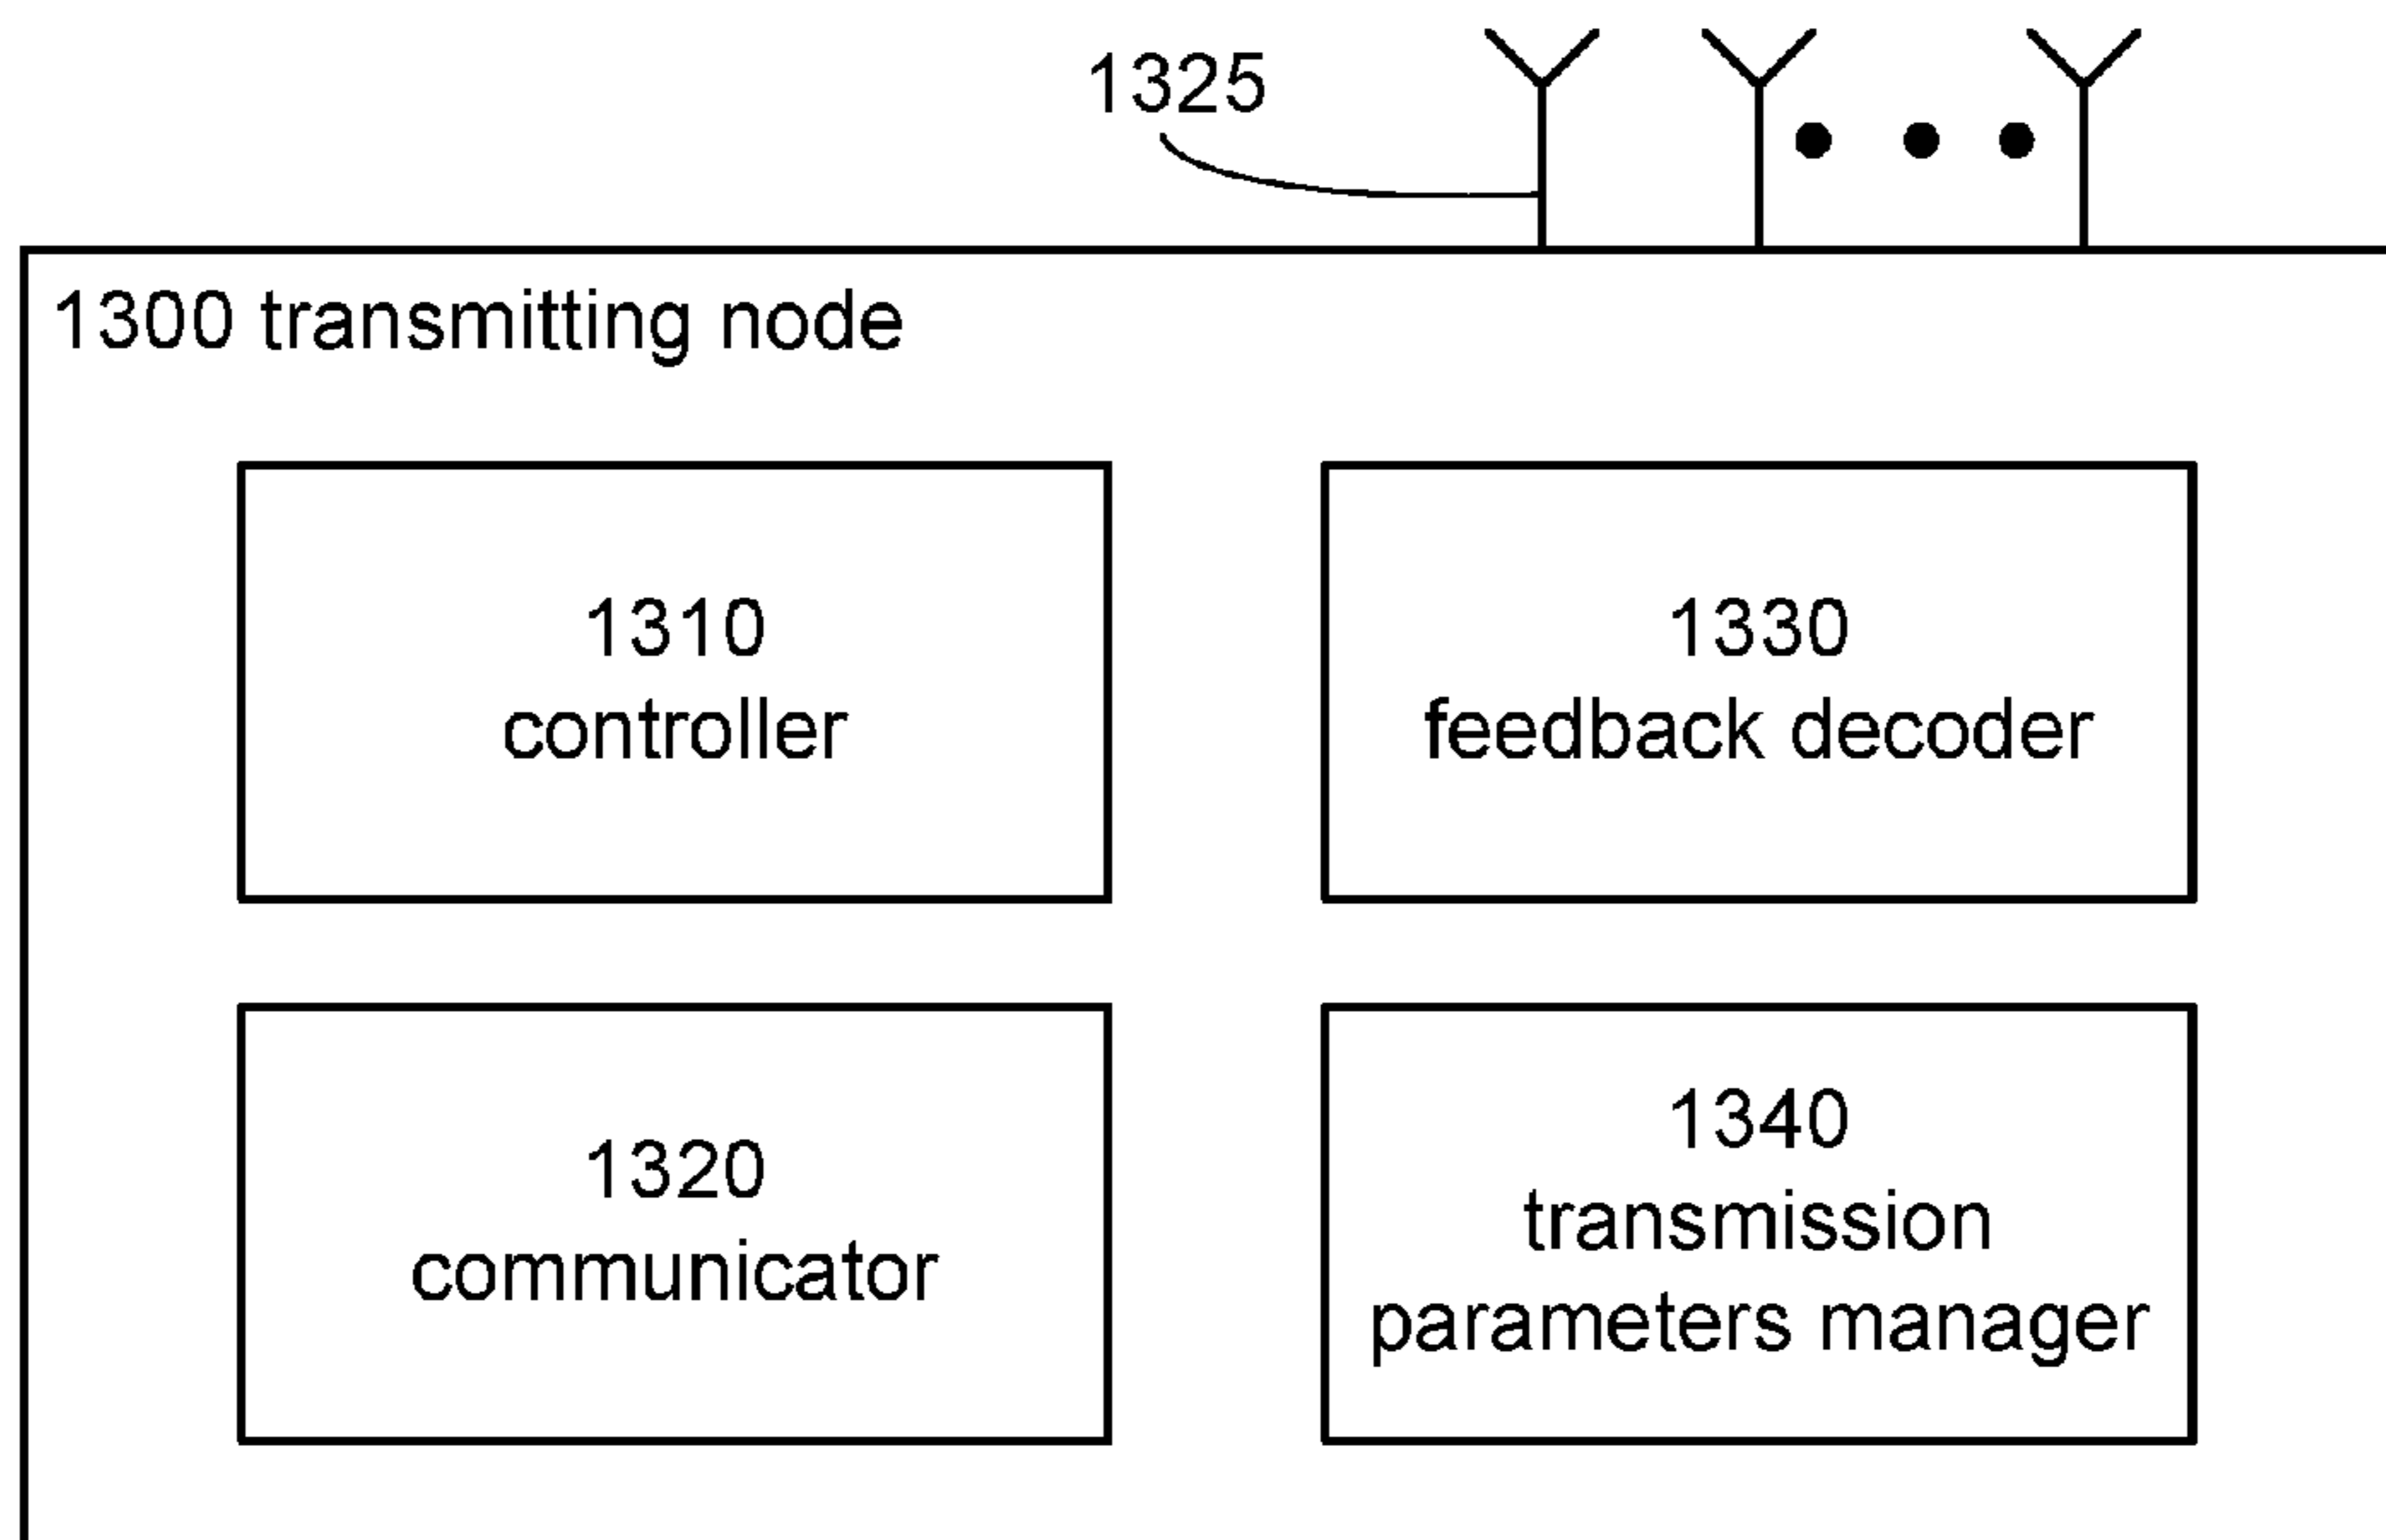 1325
1300 transmitting node
1310
controller
1330
feedback decoder
1320
communicator
1340
transmission
parameters manager